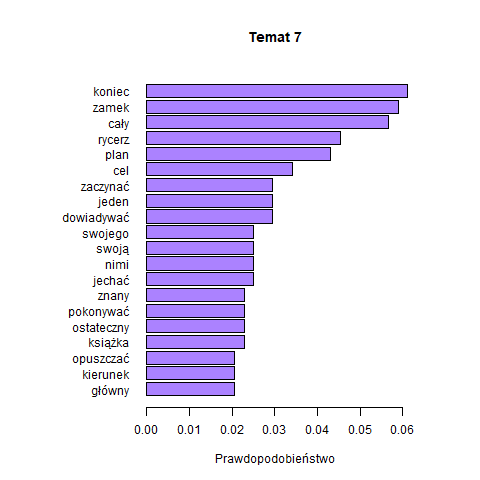 Temat 7
koniec
zamek
cały
rycerz
plan
cel
zaczynać
jeden
dowiadywać
swojego
swoją
nimi
jechać
znany
pokonywać
ostateczny
książka
opuszczać
kierunek
główny
0.00 0.01 0.02 0.03 0.04 0.05 0.06
Prawdopodobieństwo